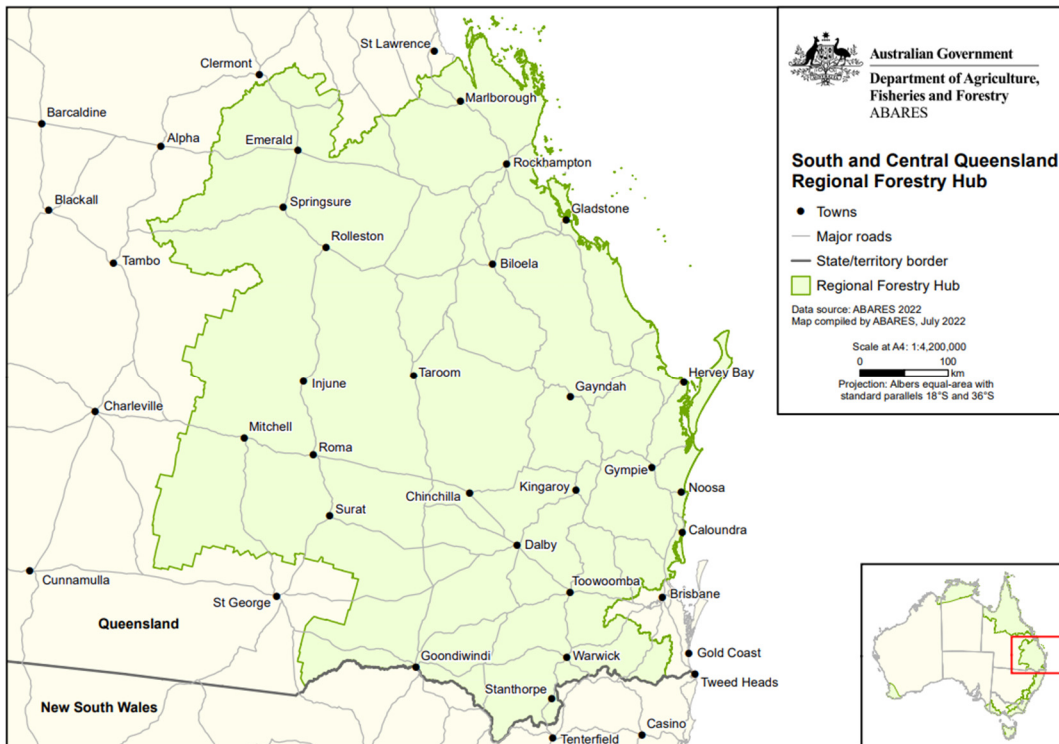 St Lawrence
Clermont
Marlborough
Barcaldine
Alpha
Emerald
Rockhampton
Blackall
Springsure
Gladstone
Rolleston
Tambo
Biloela
Injune
Taroom
Gayndah
Hervey Bay
Charleville
Mitchell
Roma
Gympie
Chinchilla
Kingaroy
Noosa
Surat
Caloundra
Dalby
Cunnamulla
Toowoomba
St George
Brisbane
Queensland
Goondiwindi
Warwick
Gold Coast
Tweed Heads
Stanthorpe
New South Wales
Casino
Tenterfield
Australian Government
Department of Agriculture,
Fisheries and Forestry
ABARES
South and Central Queensland
Regional Forestry Hub
Towns
Major roads
State/territory border
Regional Forestry Hub
Data source: ABARES 2022
Map compiled by ABARES, July 2022
Scale at A4: 1:4,200,000
0 100
km
Projection: Albers equal-area with
standard parallels 18°S and 36°S